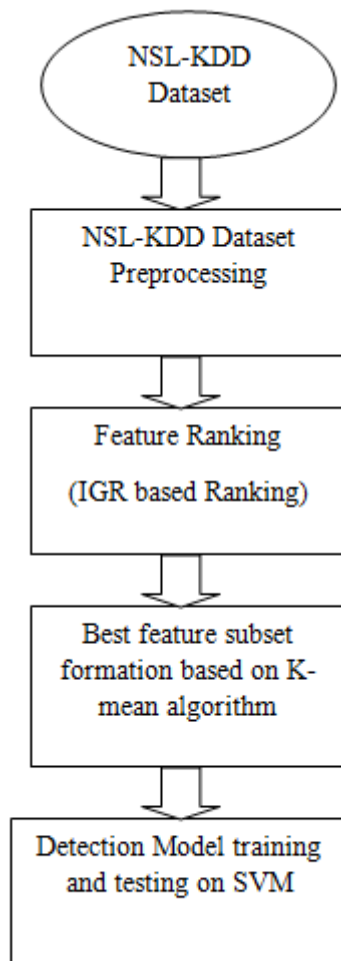 NSL-KDD
Dataset
NSL-KDD Dataset
Preprocessing
Feature Ranking
(IGR based Ranking)
Best feature subset
formation based on K-
mean algorithm
Detection Model training
and testing on SVM